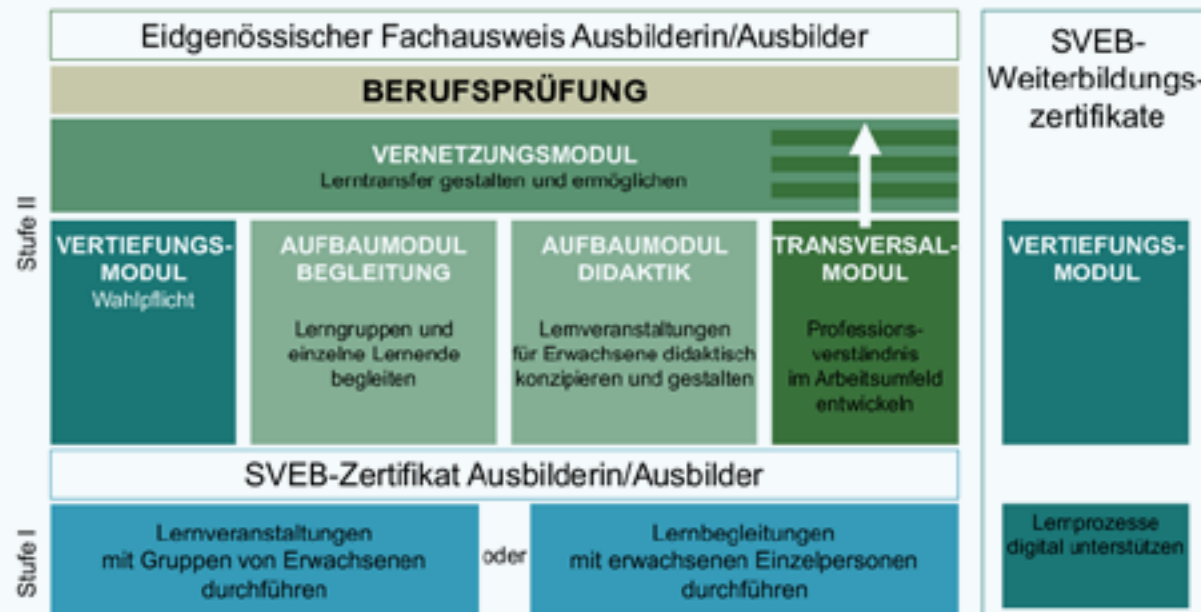 Eidgenössischer Fachausweis Ausbilderin/Ausbilder
BERUFSPRÜFUNG
VERNETZUNGSMODUL
Lerntransfer gestalten und ermöglichen
Stufe II
VERTIEFUNGS-
MODUL
Wahlpflicht
AUFBAUMODUL
BEGLEITUNG
Lerngruppen und
einzelne Lernende
begleiten
AUFBAUMODUL
DIDAKTIK
Lernveranstaltungen
für Erwachsene didaktisch
konzipieren und gestalten
TRANSVERSAL-
MODUL
Professions-
verständnis
im Arbeitsumfeld
entwickeln
SVEB-Zertifikat Ausbilderin/Ausbilder
Stufe I
Lernveranstaltungen
mit Gruppen von Erwachsenen
durchführen
oder
Lernbegleitungen
mit erwachsenen Einzelpersonen
durchführen
SVEB-
Weiterbildungs-
zertifikate
VERTIEFUNGS-
MODUL
Lernprozesse
digital unterstützen